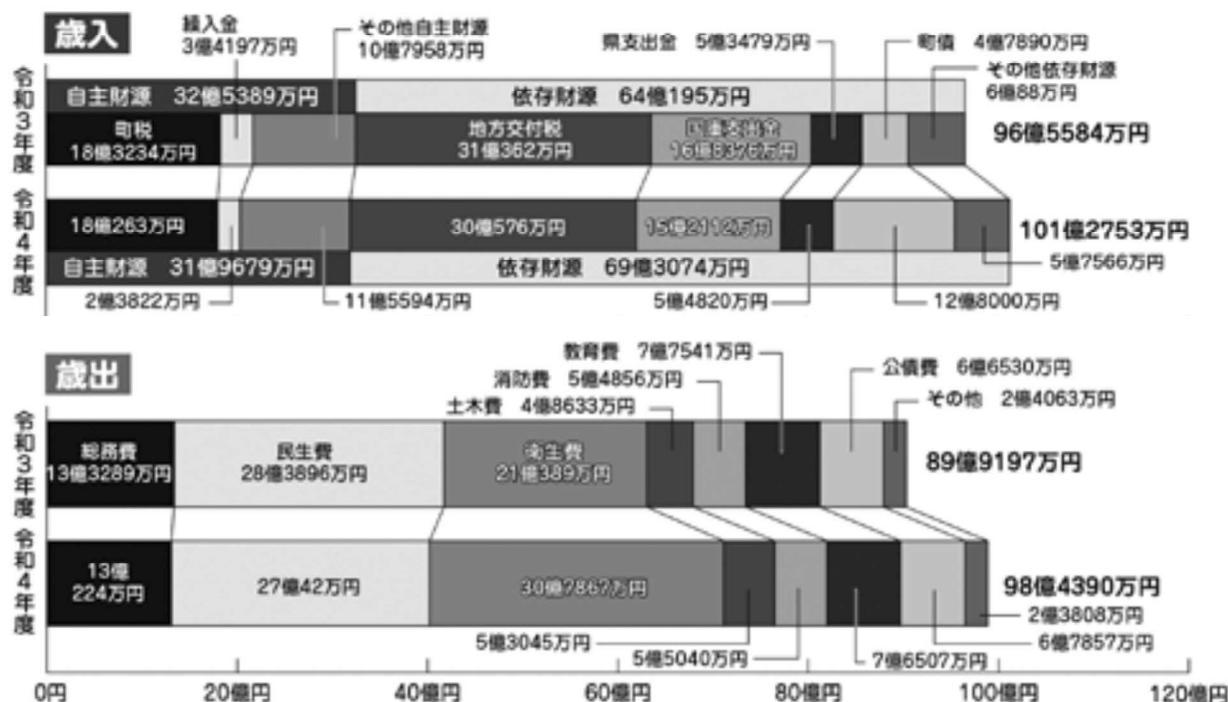 歳入
繰入金
3億4197万円
その他自主財源
10億7958万円
県支出金 5億3479万円
町債 4億7890万円
その他依存財源
6億88万円
令和3年度
自主財源 32億5389万円
依存財源 64億195万円
町税
18億3234万円
地方交付税
31億362万円
国庫支出金
16億8376万円
96億5584万円
令和4年度
18億263万円
30億576万円
15億2112万円
101億2753万円
自主財源 31億9679万円
依存財源 69億3074万円
5億7566万円
2億3822万円
11億5594万円
5億4820万円
12億8000万円
歳出
教育費 7億7541万円
公債費 6億6530万円
消防費 5億4856万円
その他 2億4063万円
土木費 4億8633万円
令和3年度
総務費
13億3289万円
民生費
28億3896万円
衛生費
21億389万円
89億9197万円
令和4年度
13億
224万円
27億42万円
30億7867万円
98億4390万円
2億3808万円
5億3045万円
6億7857万円
5億5040万円
7億6507万円
0円
20億円
40億円
60億円
80億円
100億円
120億円